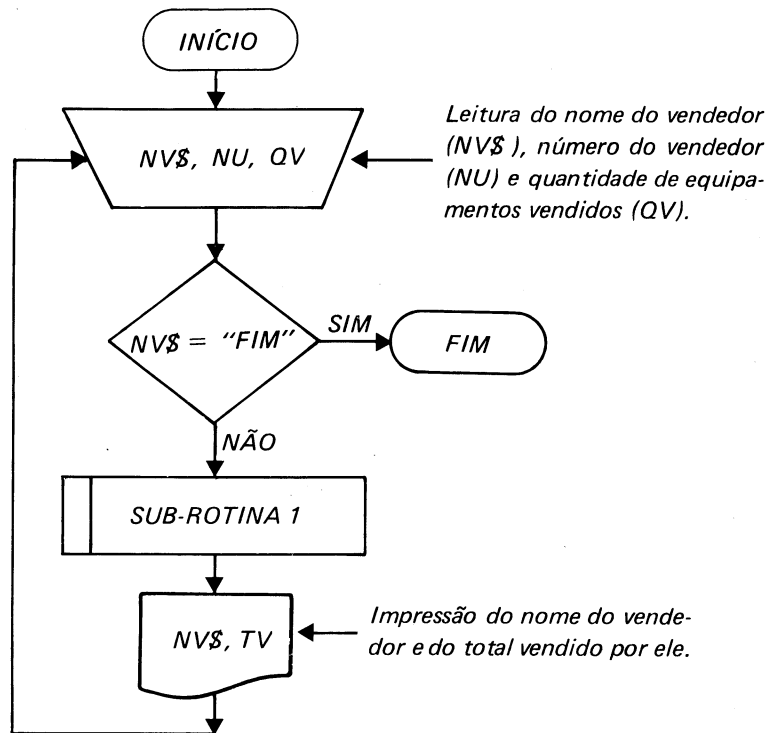 INÍCIO
NV$, NU, QV
Leitura do nome do vendedor
(NV$ ), número do vendedor
(NU) e quantidade de equipa-
mentos vendidos (QV).
NV$ = "FIM"
SIM
FIM
NÃO
SUB-ROTINA 1
NV$, TV
Impressão do nome do vende-
dor e do total vendido por ele.